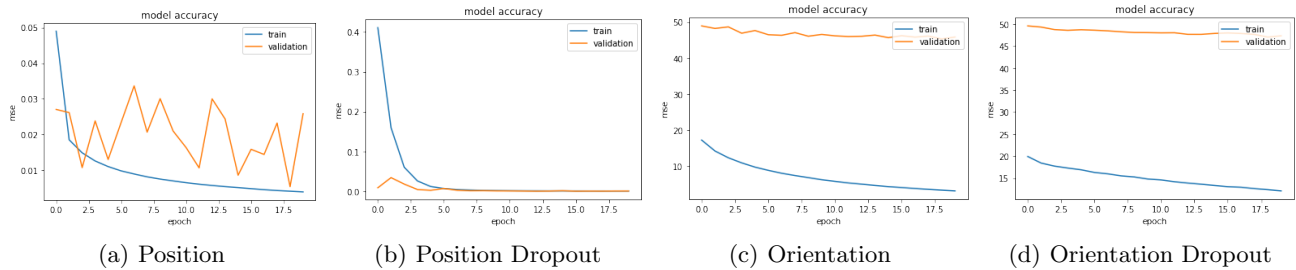 model accuracy
0.05
0.04
0.03
0.02
0.01
mse
train
validation
0.0 2.5 5.0 7.5 10.0 12.5 15.0 17.5
epoch
(a) Position
model accuracy
0.4
0.3
0.2
0.1
0.0
mse
train
validation
0.0 2.5 5.0 7.5 10.0 12.5 15.0 17.5
epoch
(b) Position Dropout
model accuracy
50
40
30
20
10
mse
train
validation
0.0 2.5 5.0 7.5 10.0 12.5 15.0 17.5
epoch
(c) Orientation
model accuracy
50
45
40
35
30
25
20
15
mse
train
validation
0.0 2.5 5.0 7.5 10.0 12.5 15.0 17.5
epoch
(d) Orientation Dropout